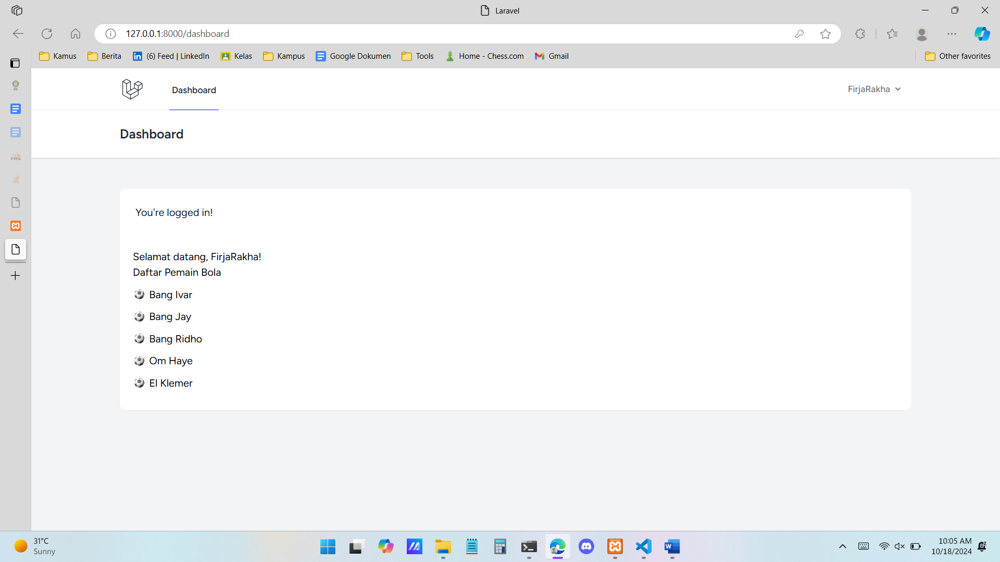 Laravel
127.0.0.1:8000/dashboard
Kamus
Berita
(6) Feed | LinkedIn
Kelas
Kampus
Google Dokumen
Tools
Home - Chess.com
Gmail
Other favorites
Dashboard
FirjaRakha
Dashboard
You're logged in!
Selamat datang, FirjaRakha!
Daftar Pemain Bola
Bang Ivar
Bang Jay
Bang Ridho
Om Haye
El Klemer
31°C
Sunny
10:05 AM
10/18/2024